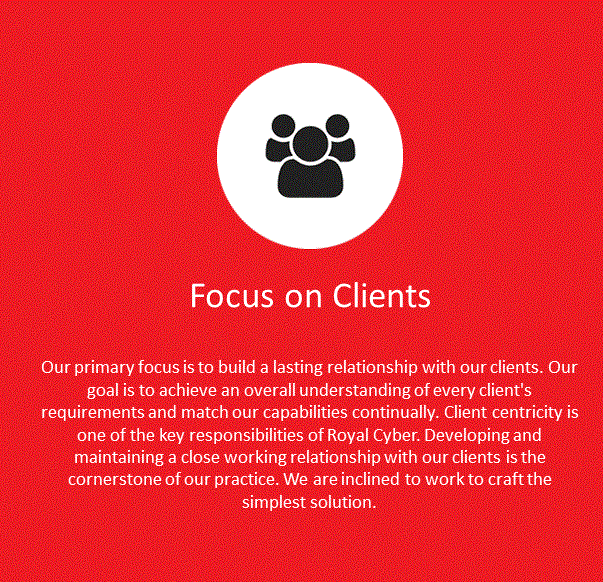 Focus on Clients
Our primary focus is to build a lasting relationship with our clients. Our
goal is to achieve an overall understanding of every client's
requirements and match our capabilities continually. Client centricity is
one of the key responsibilities of Royal Cyber. Developing and
maintaining a close working relationship with our clients is the
cornerstone of our practice. We are inclined to work to craft the
simplest solution.